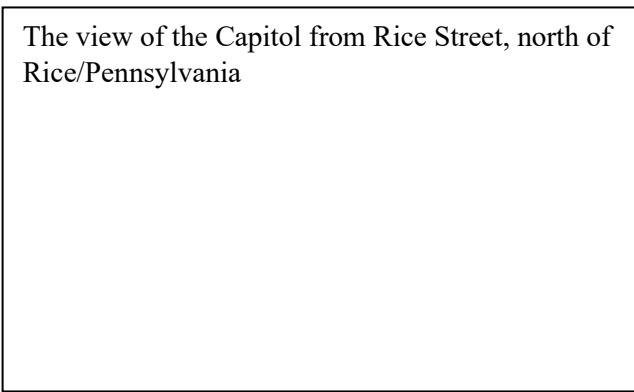 The view of the Capitol from Rice Street, north of
Rice/Pennsylvania